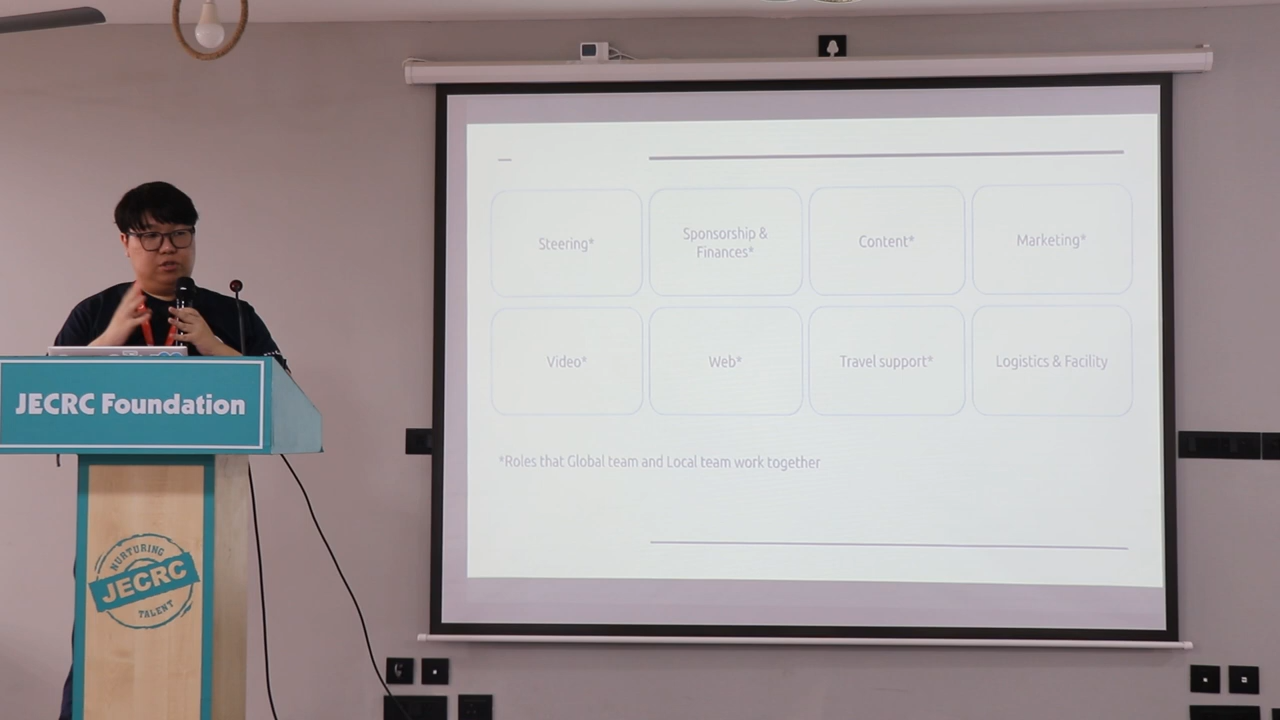 Steering*
Sponsorship &
Finances*
Content*
Marketing*
Video*
Web*
Travel support*
Logistics & Facility
*Roles that Global team and Local team work together
JECRC Foundation
NURTURING
JECRC
TALENT